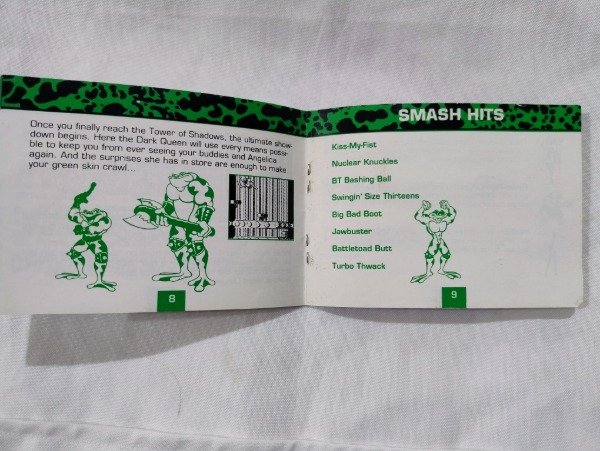 Once you finally reach the Tower of Shadows, the ultimate show-
down begins. Here the Dark Queen will use every means possi-
ble to keep you from ever seeing your buddies and Angelica
again. And the surprises she has in store are enough to make
your green skin crawl...
8
SMASH HITS
Kiss-My-Fist
Nuclear Knuckles
BT Bashing Ball
Swingin' Size Thirteens
Big Bad Boot
Jawbuster
Battletoad Butt
Turbo Thwack
9